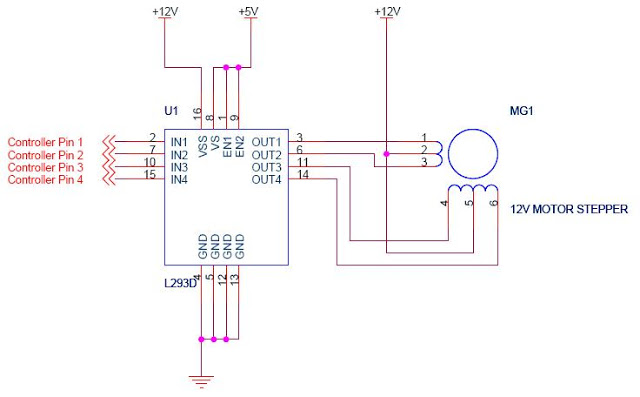 +12V
+5V
+12V
U1
MG1
16
8
1
9
VSS
VS
EN1
EN2
Controller Pin 1
2
IN1
OUT1
3
1
Controller Pin 2
7
IN2
OUT2
6
2
Controller Pin 3
10
IN3
OUT3
11
3
Controller Pin 4
15
IN4
OUT4
14
4
5
6
12V MOTOR STEPPER
GND
GND
GND
GND
L293D
4
5
12
13